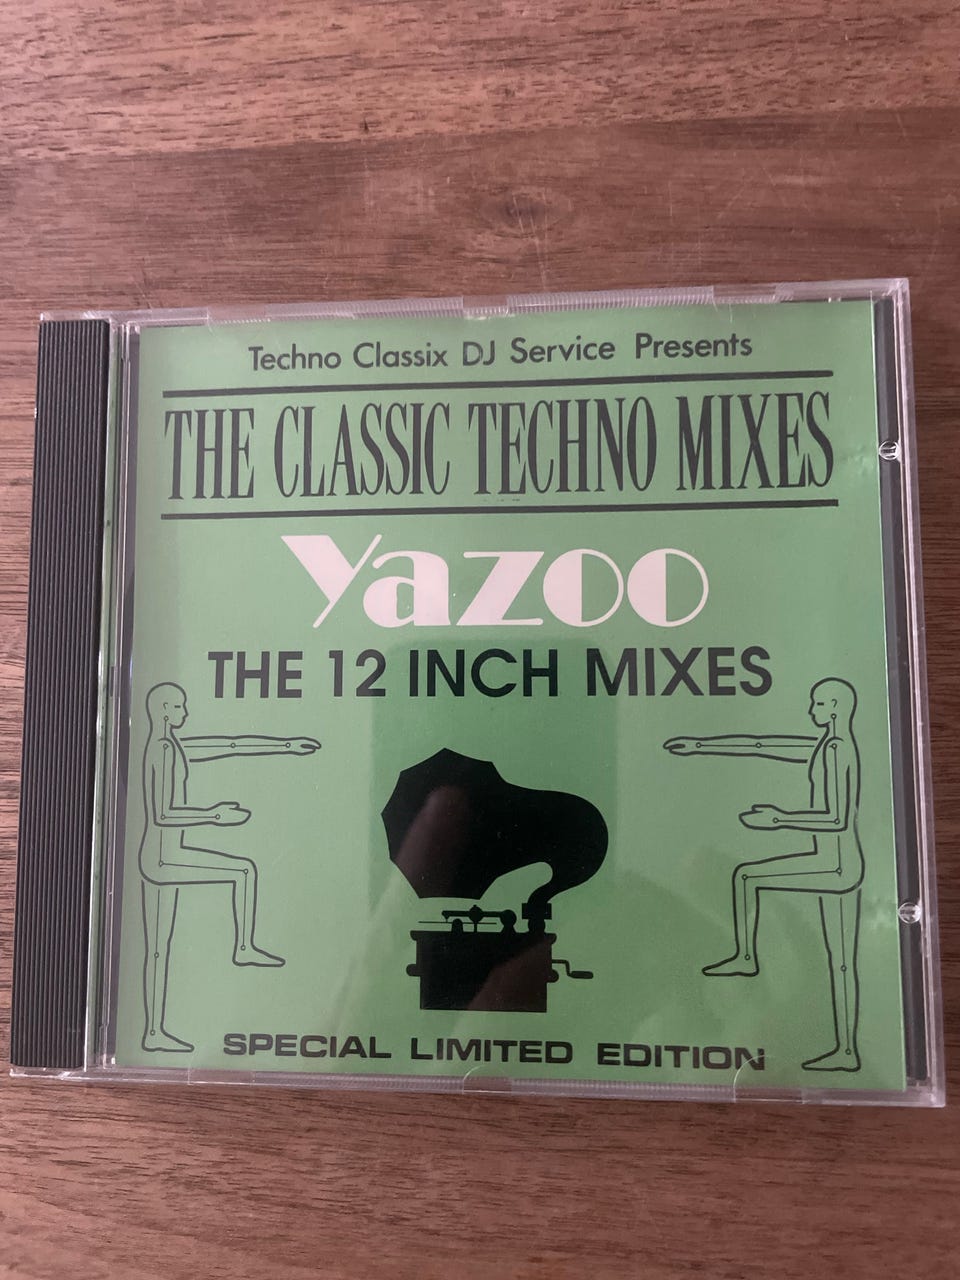 Techno Classix DJ Service Presents
THE CLASSIC TECHNO MIXES
Yazoo
THE 12 INCH MIXES
SPECIAL LIMITED EDITION